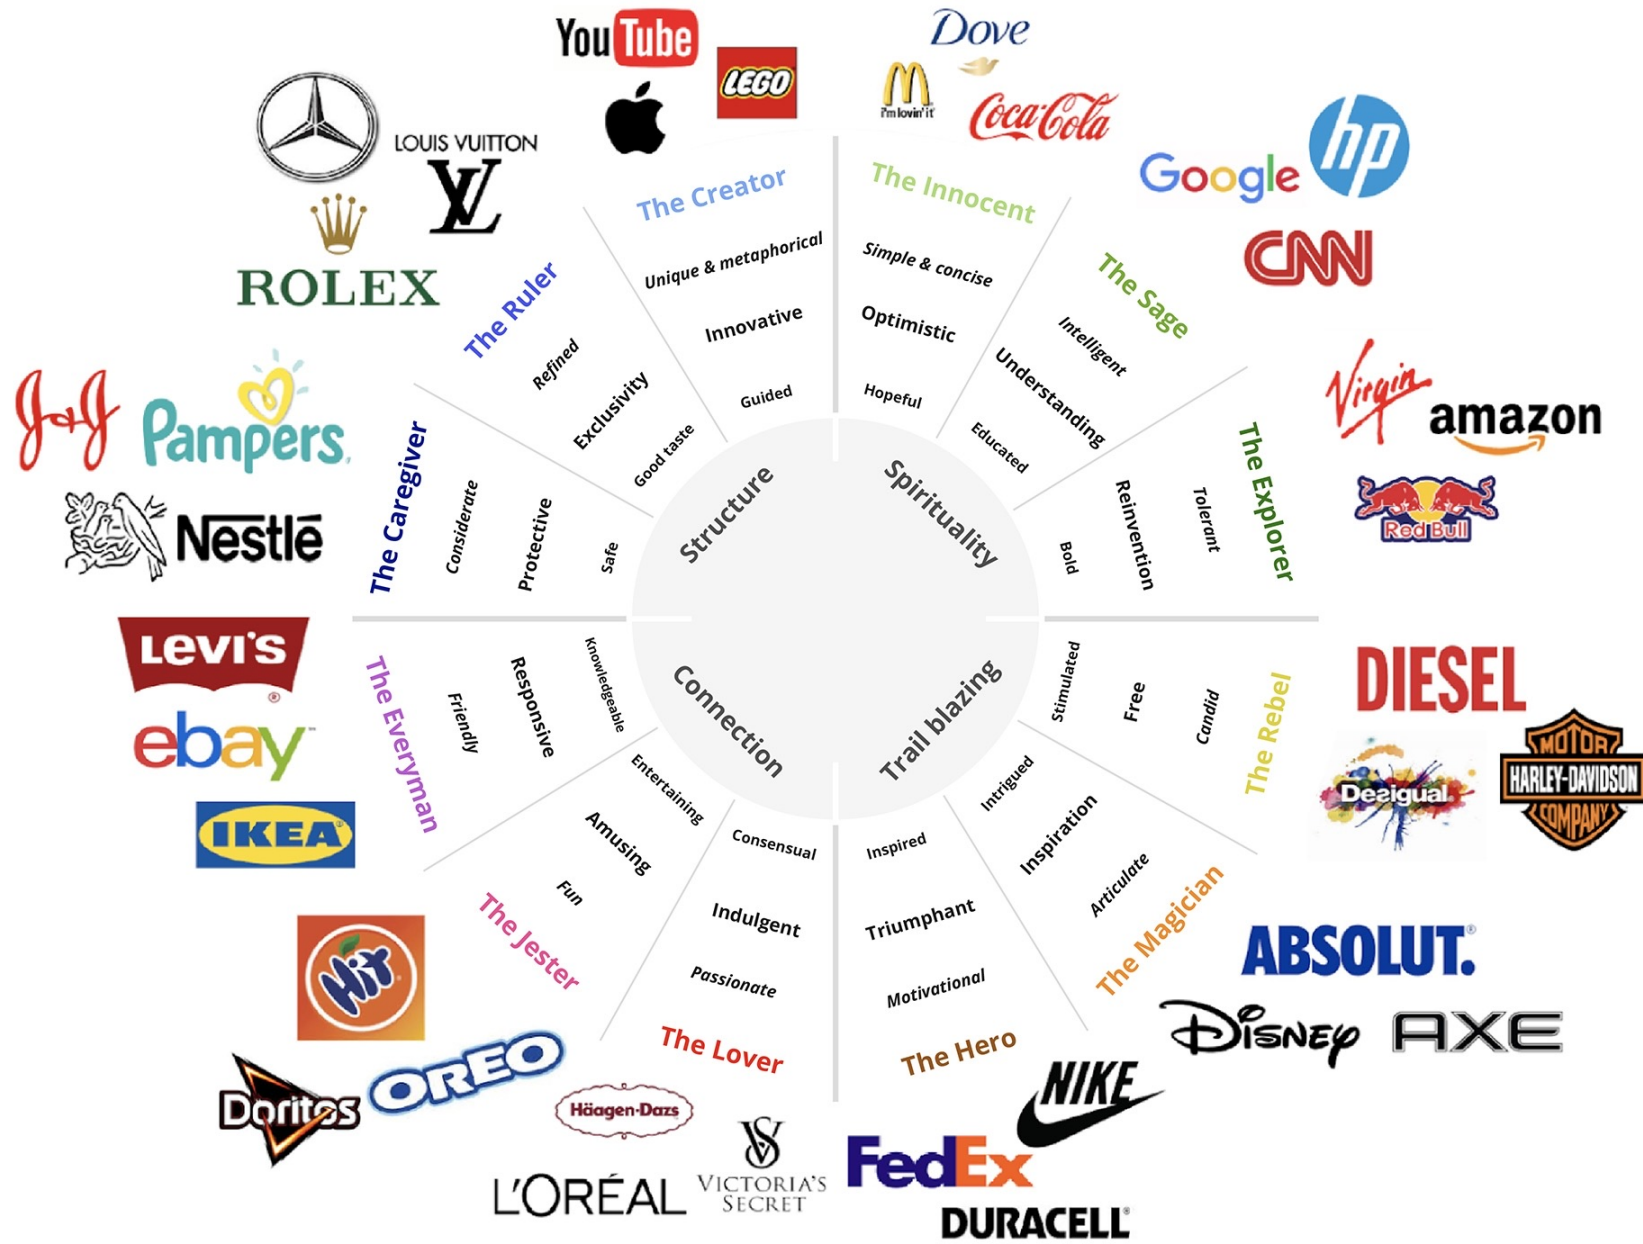 YouTube
LEGO
Dove
M
i'm lovin' it
Coca-Cola
LOUIS VUITTON
LV
ROLEX
Google
hp
CNN
J&J
Pampers
Nestlé
Virgin
amazon
Red Bull
LEVI'S
®
ebay™
IKEA®
DIESEL
Desigual
MOTOR
HARLEY-DAVIDSON
COMPANY
Hit
Doritos
OREO
Häagen-Dazs
L'ORÉAL
VS
VICTORIA'S
SECRET
FedEx
NIKE
DURACELL®
ABSOLUT.®
DISNEY
AXE
The Creator
Unique & metaphorical
Innovative
Guided
The Innocent
Simple & concise
Optimistic
Hopeful
The Sage
Intelligent
Understanding
Educated
The Explorer
Tolerant
Reinvention
Bold
The Rebel
Candid
Free
Stimulated
The Magician
Articulate
Inspiration
Intrigued
The Hero
Motivational
Triumphant
Inspired
The Lover
Passionate
Indulgent
Consensual
The Jester
Fun
Amusing
Entertaining
The Everyman
Friendly
Responsive
Knowledgeable
The Caregiver
Considerate
Protective
Safe
The Ruler
Refined
Exclusivity
Good taste
Structure
Spirituality
Connection
Trail blazing